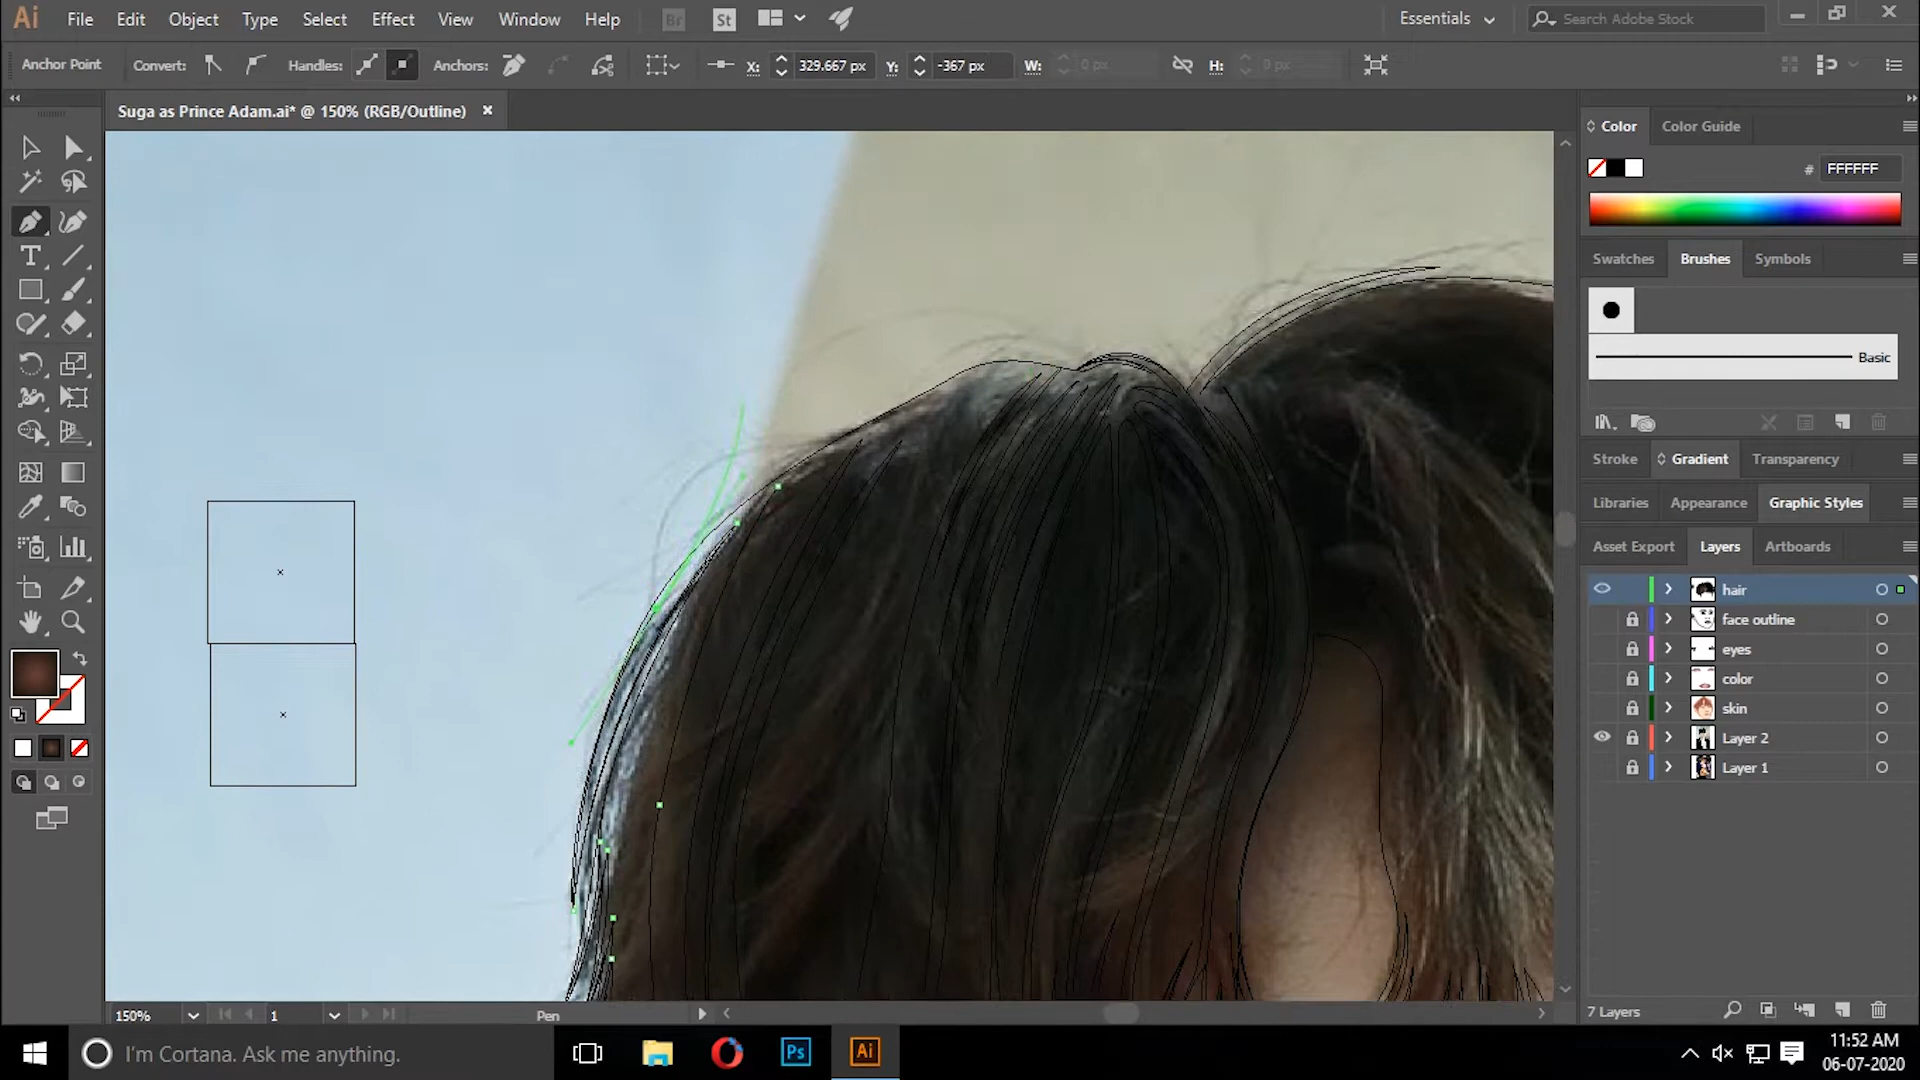 Ai File Edit Object Type Select Effect View Window Help Br St Essentials Search Adobe Stock
Anchor Point Convert: Handles: Anchors: X: 329.667 px Y: -367 px W: 0 px H: 0 px
Suga as Prince Adam.ai* @ 150% (RGB/Outline)
Color Color Guide
# FFFFFF
Swatches Brushes Symbols
Basic
Stroke Gradient Transparency
Libraries Appearance Graphic Styles
Asset Export Layers Artboards
hair
face outline
eyes
color
skin
Layer 2
Layer 1
150% 1 Pen 7 Layers
I'm Cortana. Ask me anything. Ps Ai 11:52 AM
06-07-2020